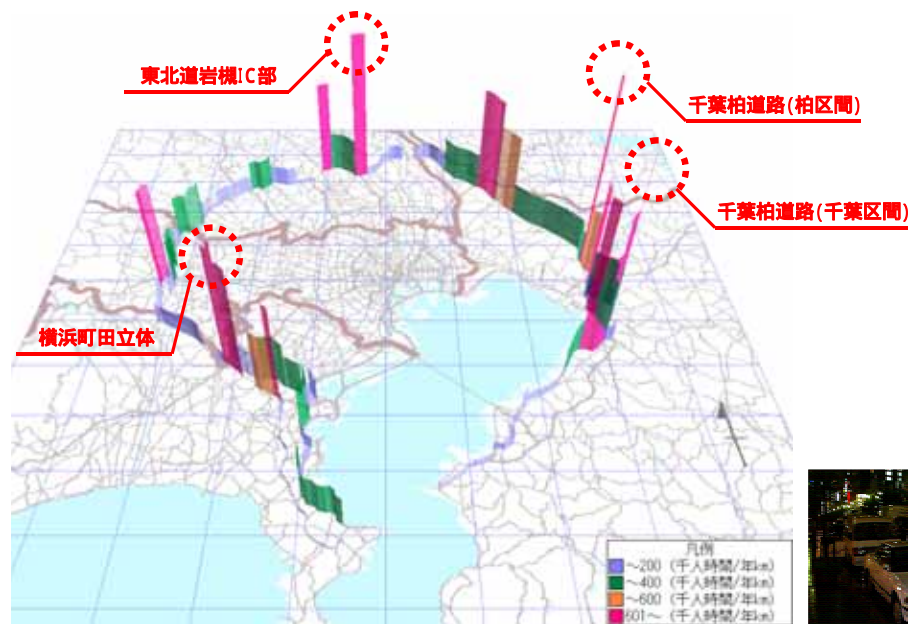 東北道岩槻IC部
千葉柏道路(柏区間)
千葉柏道路(千葉区間)
横浜町田立体
凡例
～200 (千人時間/年km)
～400 (千人時間/年km)
～600 (千人時間/年km)
601～ (千人時間/年km)